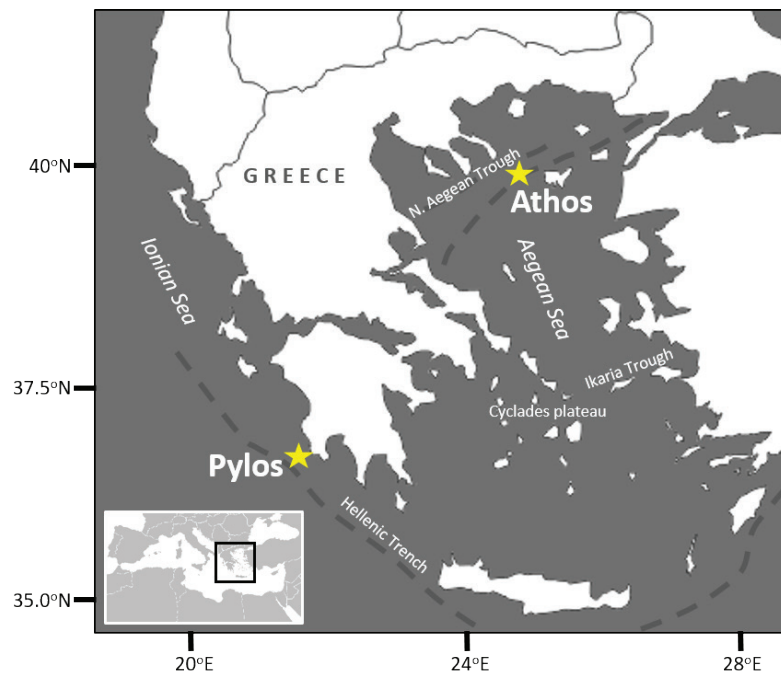 40°N
GREECE
N. Aegean Trough
Athos
Ionian Sea
Aegean Sea
Ikaria Trough
37.5°N
Cyclades plateau
Pylos
Hellenic Trench
35.0°N
20°E
24°E
28°E